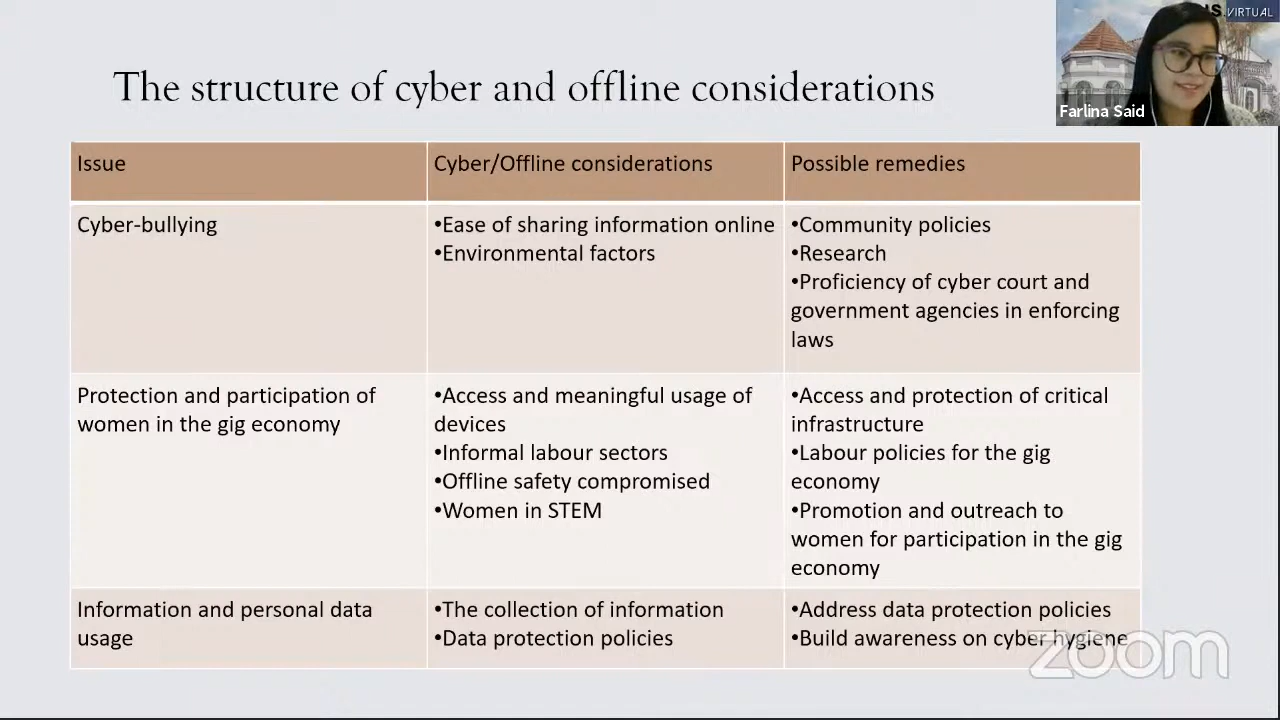 The structure of cyber and offline considerations
IS VIRTUAL
Farlina Said
Issue
Cyber/Offline considerations
Possible remedies
Cyber-bullying
•Ease of sharing information online
•Environmental factors
•Community policies
•Research
•Proficiency of cyber court and
government agencies in enforcing
laws
Protection and participation of
women in the gig economy
•Access and meaningful usage of
devices
•Informal labour sectors
•Offline safety compromised
•Women in STEM
•Access and protection of critical
infrastructure
•Labour policies for the gig
economy
•Promotion and outreach to
women for participation in the gig
economy
Information and personal data
usage
•The collection of information
•Data protection policies
•Address data protection policies
•Build awareness on cyber hygiene
zoom